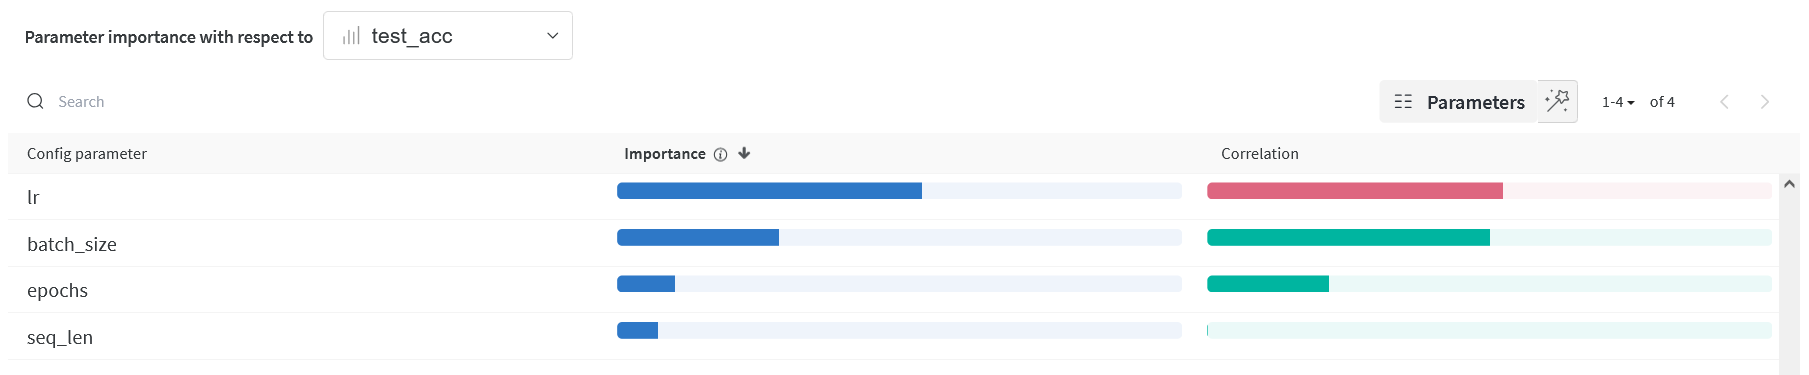 Parameter importance with respect to test_acc
Search Parameters 1-4 of 4
Config parameter Importance Correlation
lr
batch_size
epochs
seq_len